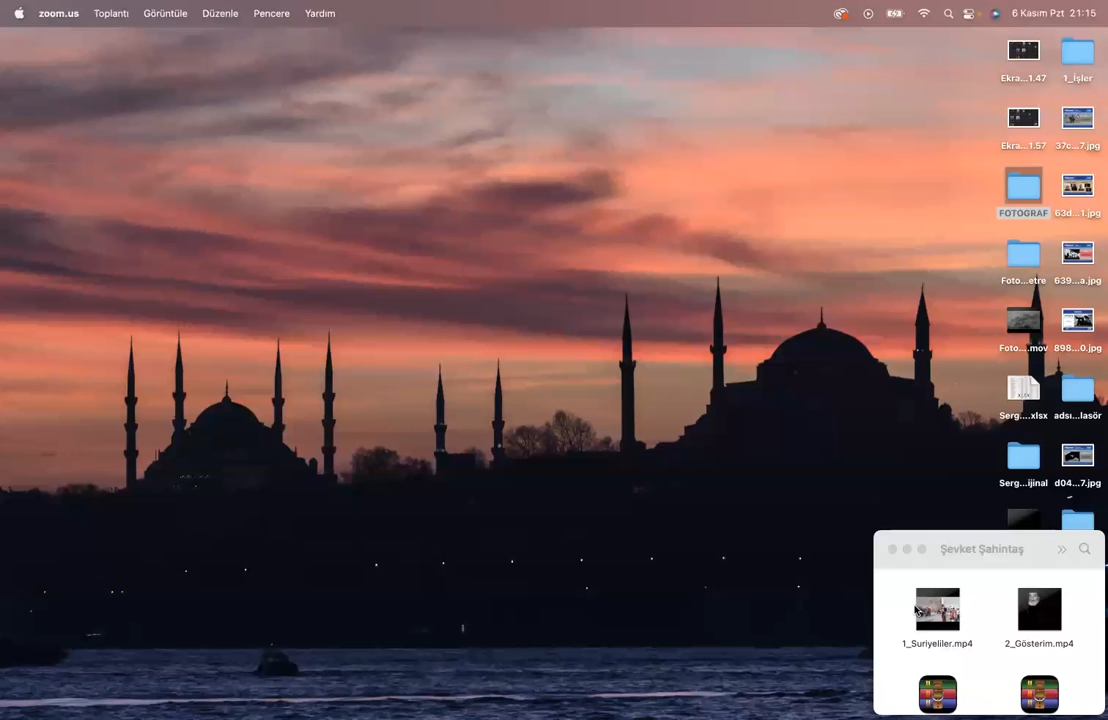 zoom.us Toplantı Görüntüle Düzenle Pencere Yardım 6 Kasım Pzt 21:15
Ekra...1.47 1_İşler
Ekra...1.57 37c...7.jpg
FOTOGRAF 63d...1.jpg
Foto...etre 639...a.jpg
Foto....mov 898...0.jpg
Serg....xlsx adsı...lasör
Serg...ijinal d04...7.jpg
Şevket Şahintaş
1_Suriyeliler.mp4 2_Gösterim.mp4